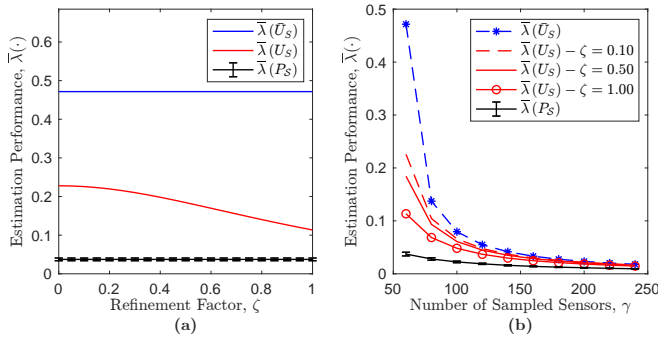 Estimation Performance, λ̄(·)
0.6
0.5
0.4
0.3
0.2
0.1
0
λ̄ (Ū_S)
λ̄ (U_S)
λ̄ (P_𝒮)
0 0.2 0.4 0.6 0.8 1
Refinement Factor, ζ
(a)
Estimation Performance, λ̄(·)
0.5
0.4
0.3
0.2
0.1
0
λ̄ (Ū_S)
λ̄ (U_S) − ζ = 0.10
λ̄ (U_S) − ζ = 0.50
λ̄ (U_S) − ζ = 1.00
λ̄ (P_𝒮)
50 100 150 200 250
Number of Sampled Sensors, γ
(b)